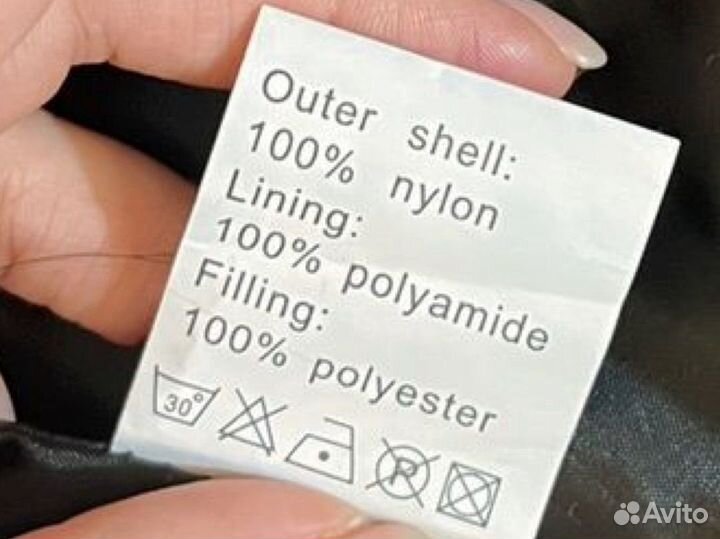 Outer shell:
100% nylon
Lining:
100% polyamide
Filling:
100% polyester
30° P
Avito